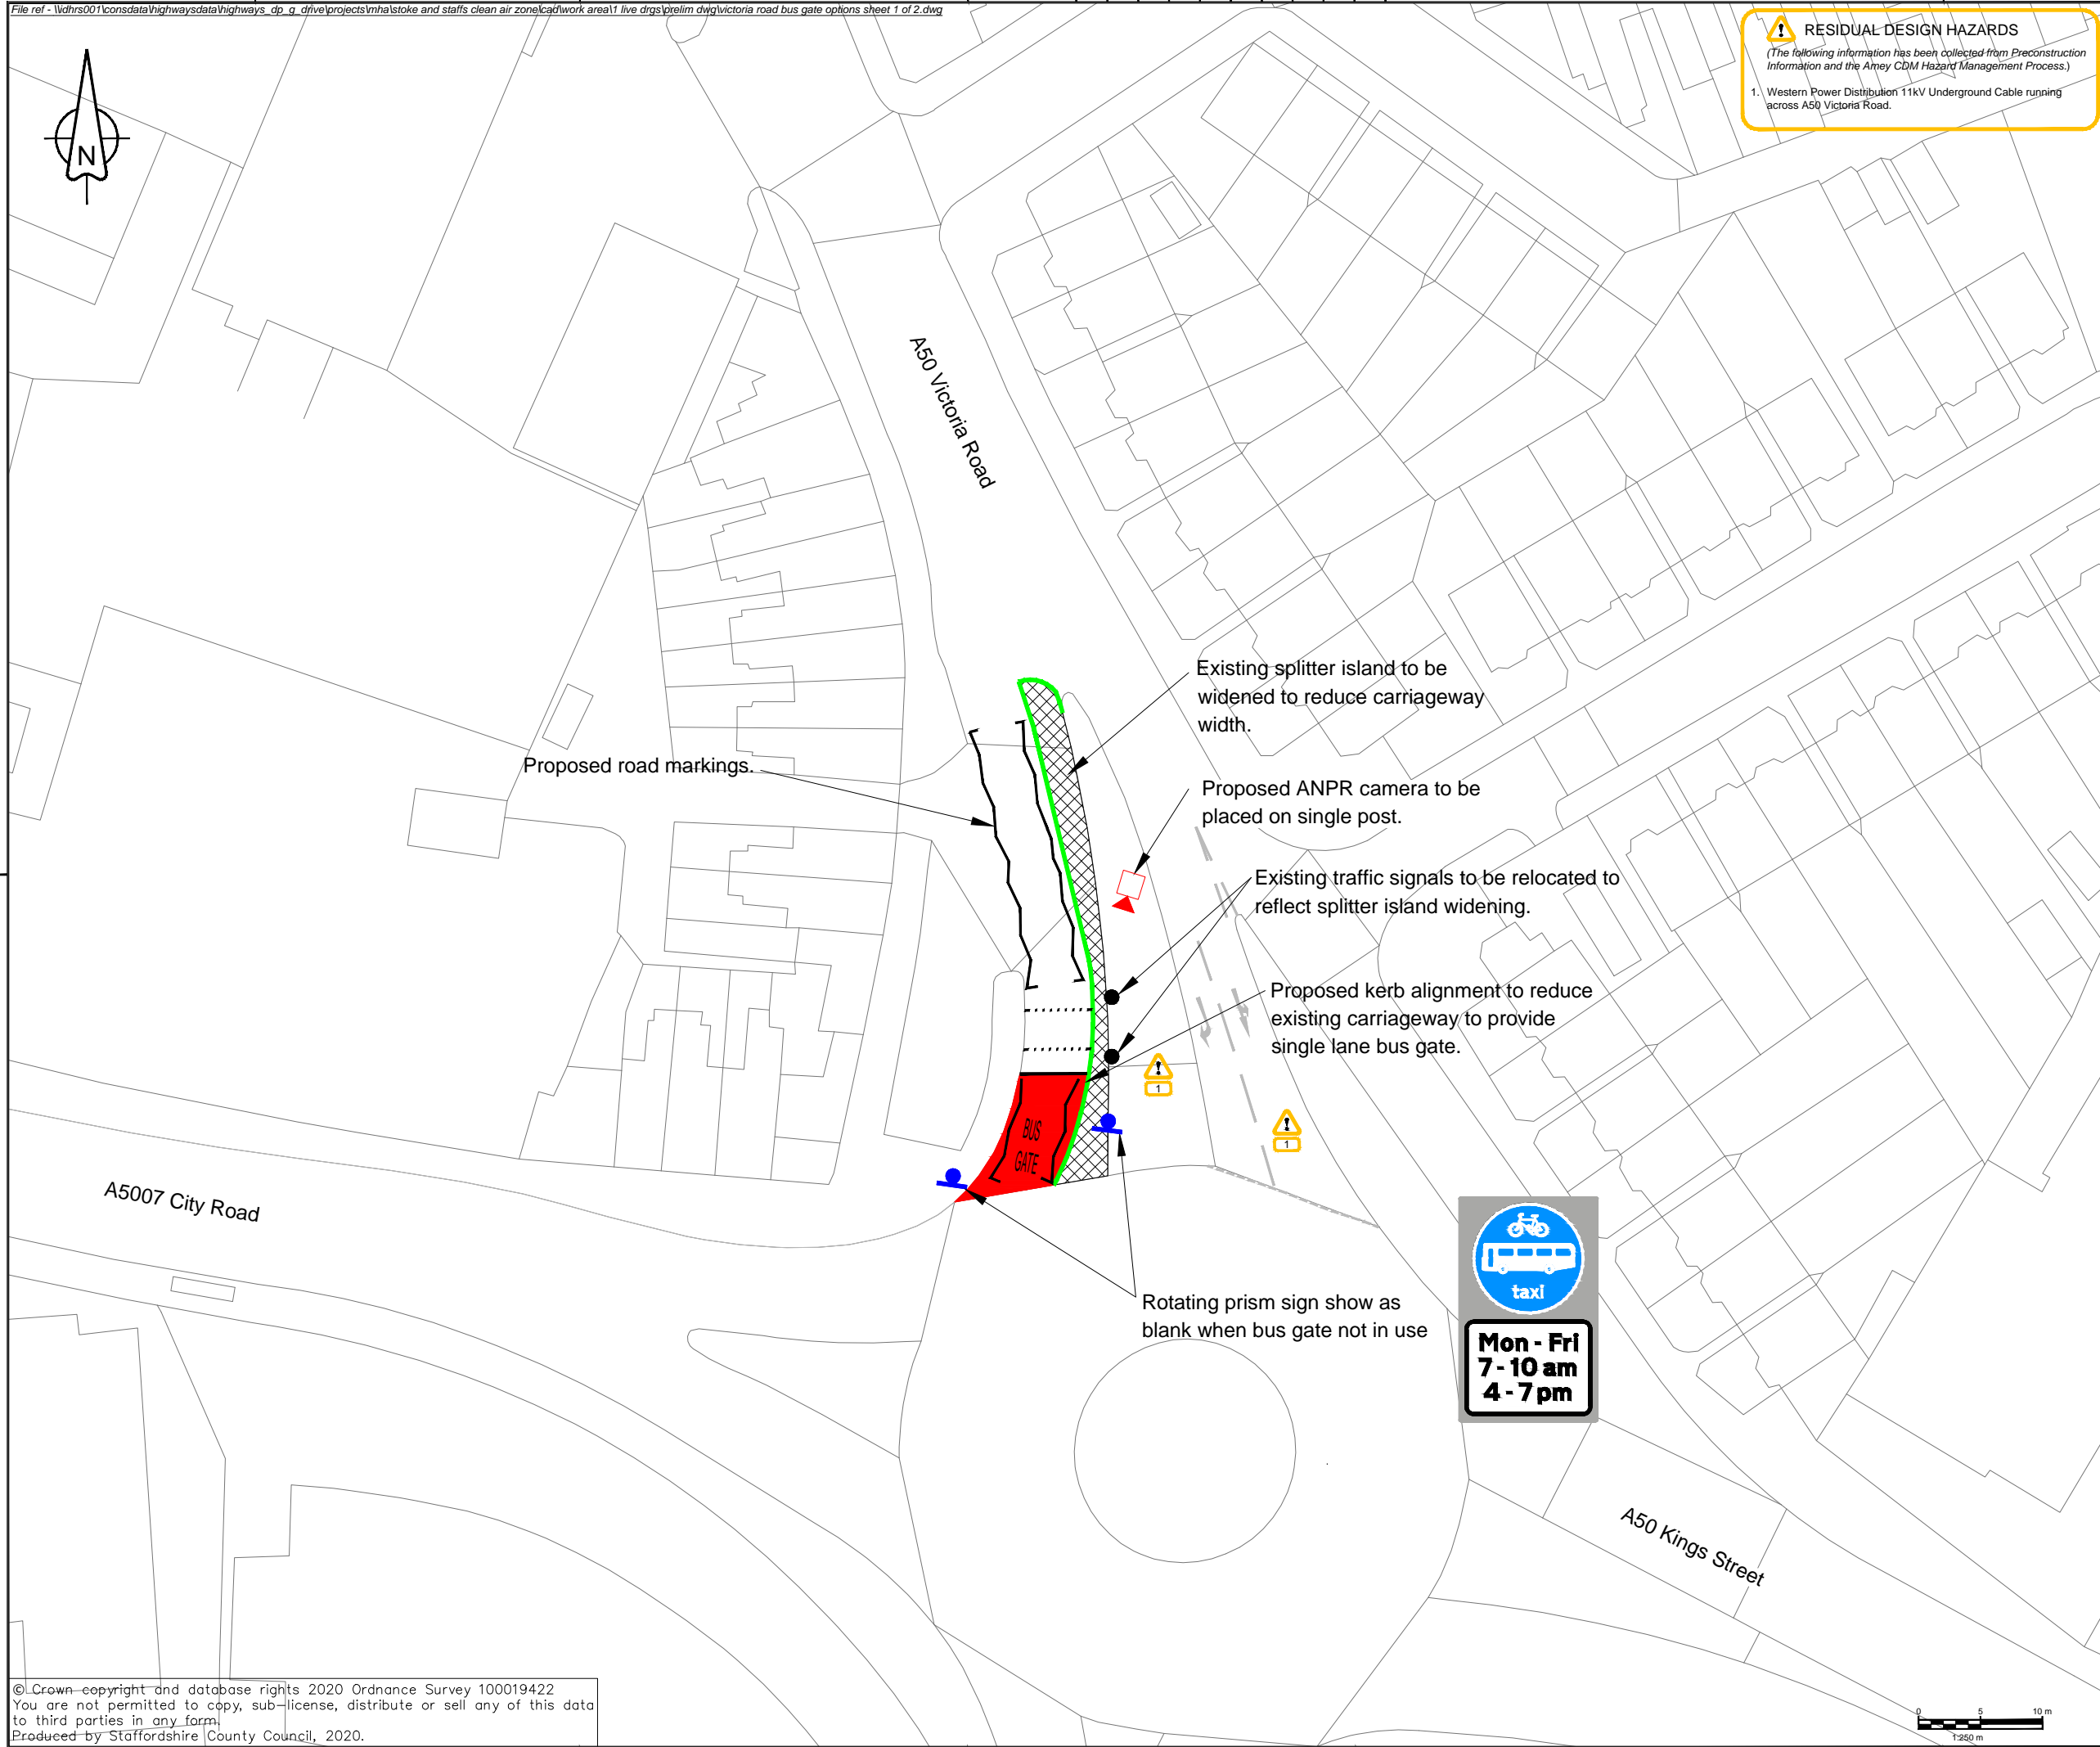 File ref - \\ldhrs001\consdata\highwaysdata\highways_dp_g_drive\projects\mha\stoke and staffs clean air zone\cad\work area\1 live drgs\prelim dwg\victoria road bus gate options sheet 1 of 2.dwg
RESIDUAL DESIGN HAZARDS
(The following information has been collected from Preconstruction
Information and the Amey CDM Hazard Management Process.)
1. Western Power Distribution 11kV Underground Cable running
across A50 Victoria Road.
N
A50 Victoria Road
Existing splitter island to be
widened to reduce carriageway
width.
Proposed road markings.
Proposed ANPR camera to be
placed on single post.
Existing traffic signals to be relocated to
reflect splitter island widening.
Proposed kerb alignment to reduce
existing carriageway to provide
single lane bus gate.
!
1
!
1
BUS
GATE
A5007 City Road
Rotating prism sign show as
blank when bus gate not in use
taxi
Mon - Fri
7 - 10 am
4 - 7 pm
A50 Kings Street
© Crown copyright and database rights 2020 Ordnance Survey 100019422
You are not permitted to copy, sub-license, distribute or sell any of this data
to third parties in any form.
Produced by Staffordshire County Council, 2020.
0 5 10 m
1:250 m